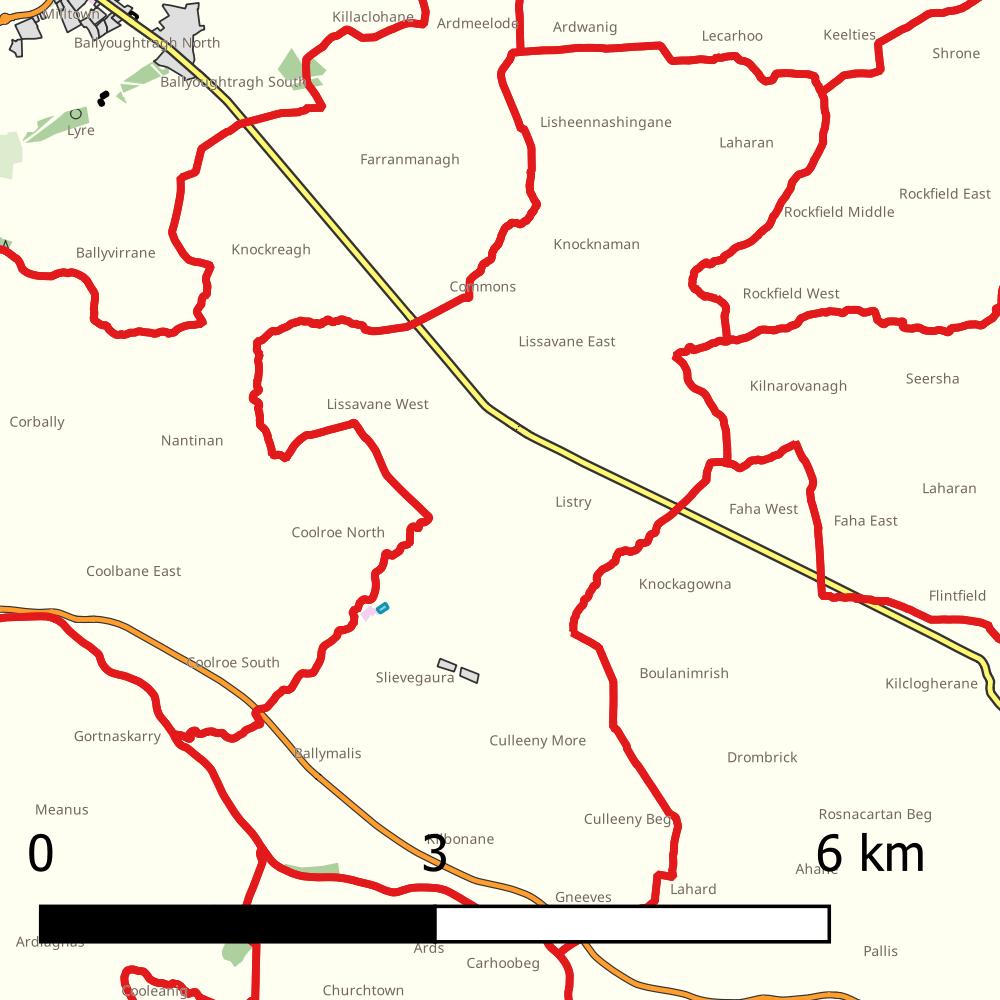 Milltown
Killaclohane
Ardmeelode
Ardwanig
Lecarhoo
Keelties
Ballyoughtragh North
Shrone
Ballyoughtragh South
Lyre
Lisheennashingane
Laharan
Farranmanagh
Rockfield East
Rockfield Middle
Ballyvirrane
Knockreagh
Knocknaman
Commons
Rockfield West
Lissavane East
Kilnarovanagh
Seersha
Lissavane West
Corbally
Nantinan
Listry
Laharan
Faha West
Faha East
Coolroe North
Coolbane East
Knockagowna
Flintfield
Coolroe South
Slievegaura
Boulanimrish
Kilclogherane
Gortnaskarry
Culleeny More
Ballymalis
Drombrick
Meanus
Culleeny Beg
Rosnacartan Beg
Kilbonane
0 3 6 km
Ahane
Lahard
Gneeves
Ardlaghas
Ards
Pallis
Carhoobeg
Cooleanig
Churchtown